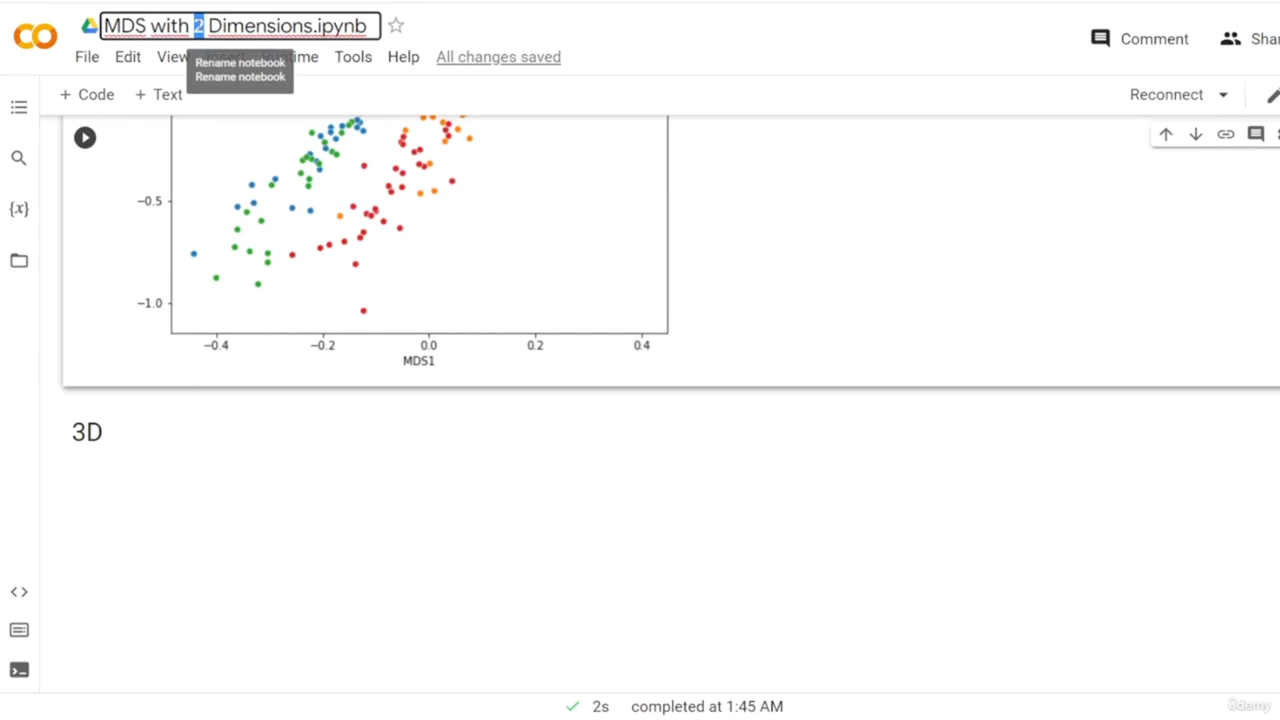 MDS with 2 Dimensions.ipynb
Comment
File Edit View Runtime Tools Help All changes saved
Rename notebook
Rename notebook
+ Code + Text
Reconnect
{x}
−0.5
−1.0
−0.4 −0.2 0.0 0.2 0.4
MDS1
3D
2s completed at 1:45 AM
ûdemy